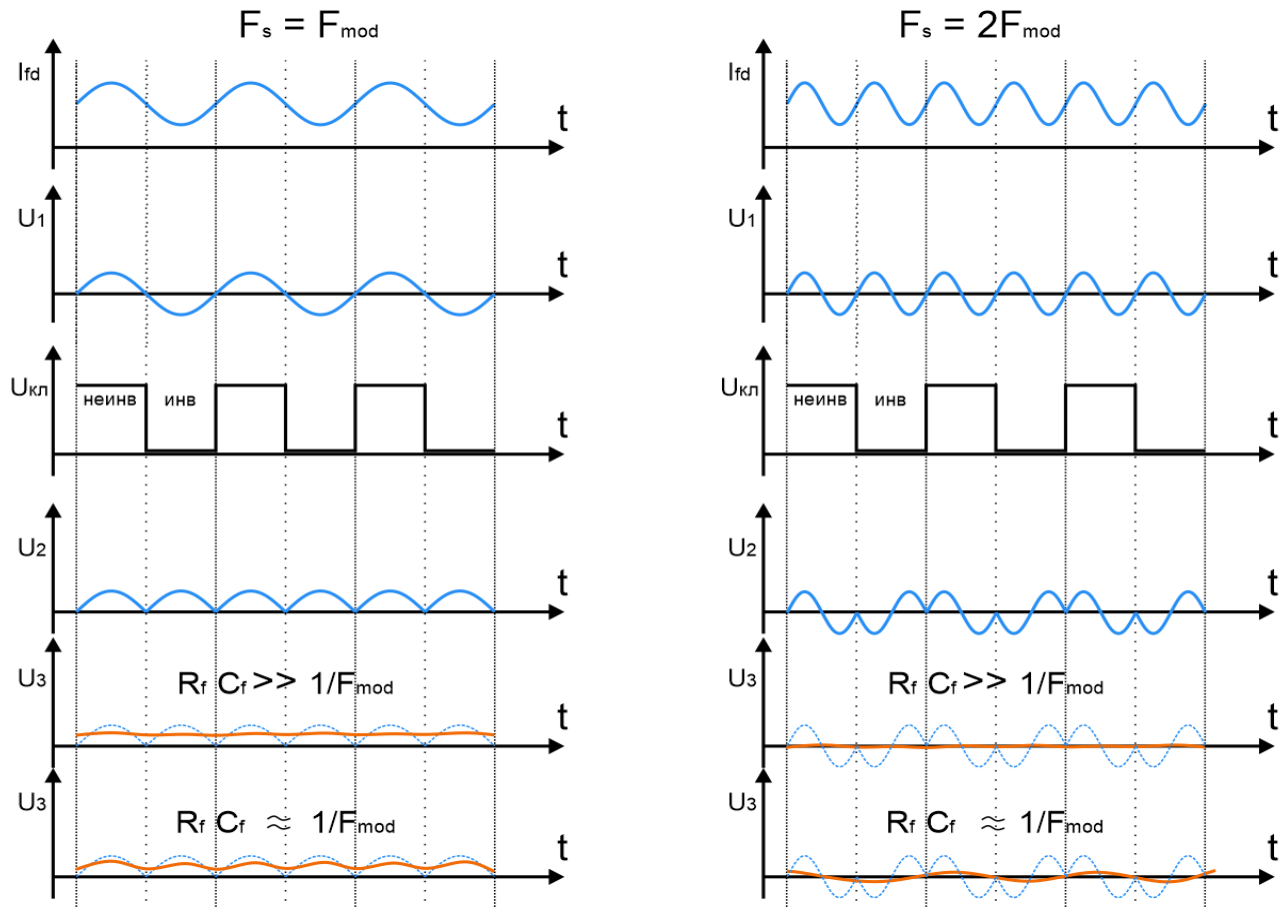 Fs = Fmod
Ifd
t
U1
t
Uкл
неинв
инв
t
U2
t
U3
Rf Cf >> 1/Fmod
t
U3
Rf Cf ≈ 1/Fmod
t
Fs = 2Fmod
Ifd
t
U1
t
Uкл
неинв
инв
t
U2
t
U3
Rf Cf >> 1/Fmod
t
U3
Rf Cf ≈ 1/Fmod
t